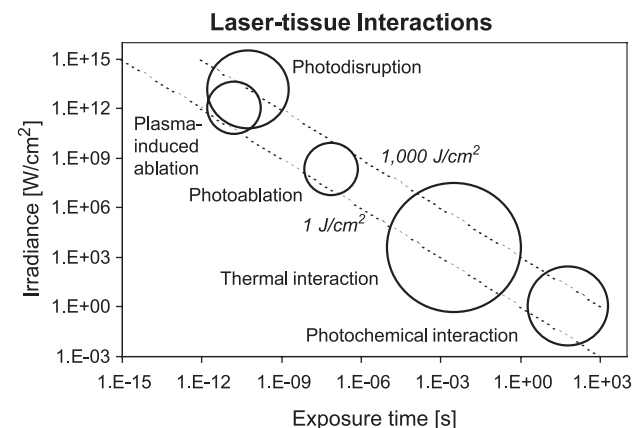 Laser-tissue Interactions
Irradiance [W/cm²]
1.E+15
1.E+12
1.E+09
1.E+06
1.E+03
1.E+00
1.E-03
Photodisruption
Plasma-
induced
ablation
1,000 J/cm²
Photoablation
1 J/cm²
Thermal interaction
Photochemical interaction
1.E-15 1.E-12 1.E-09 1.E-06 1.E-03 1.E+00 1.E+03
Exposure time [s]